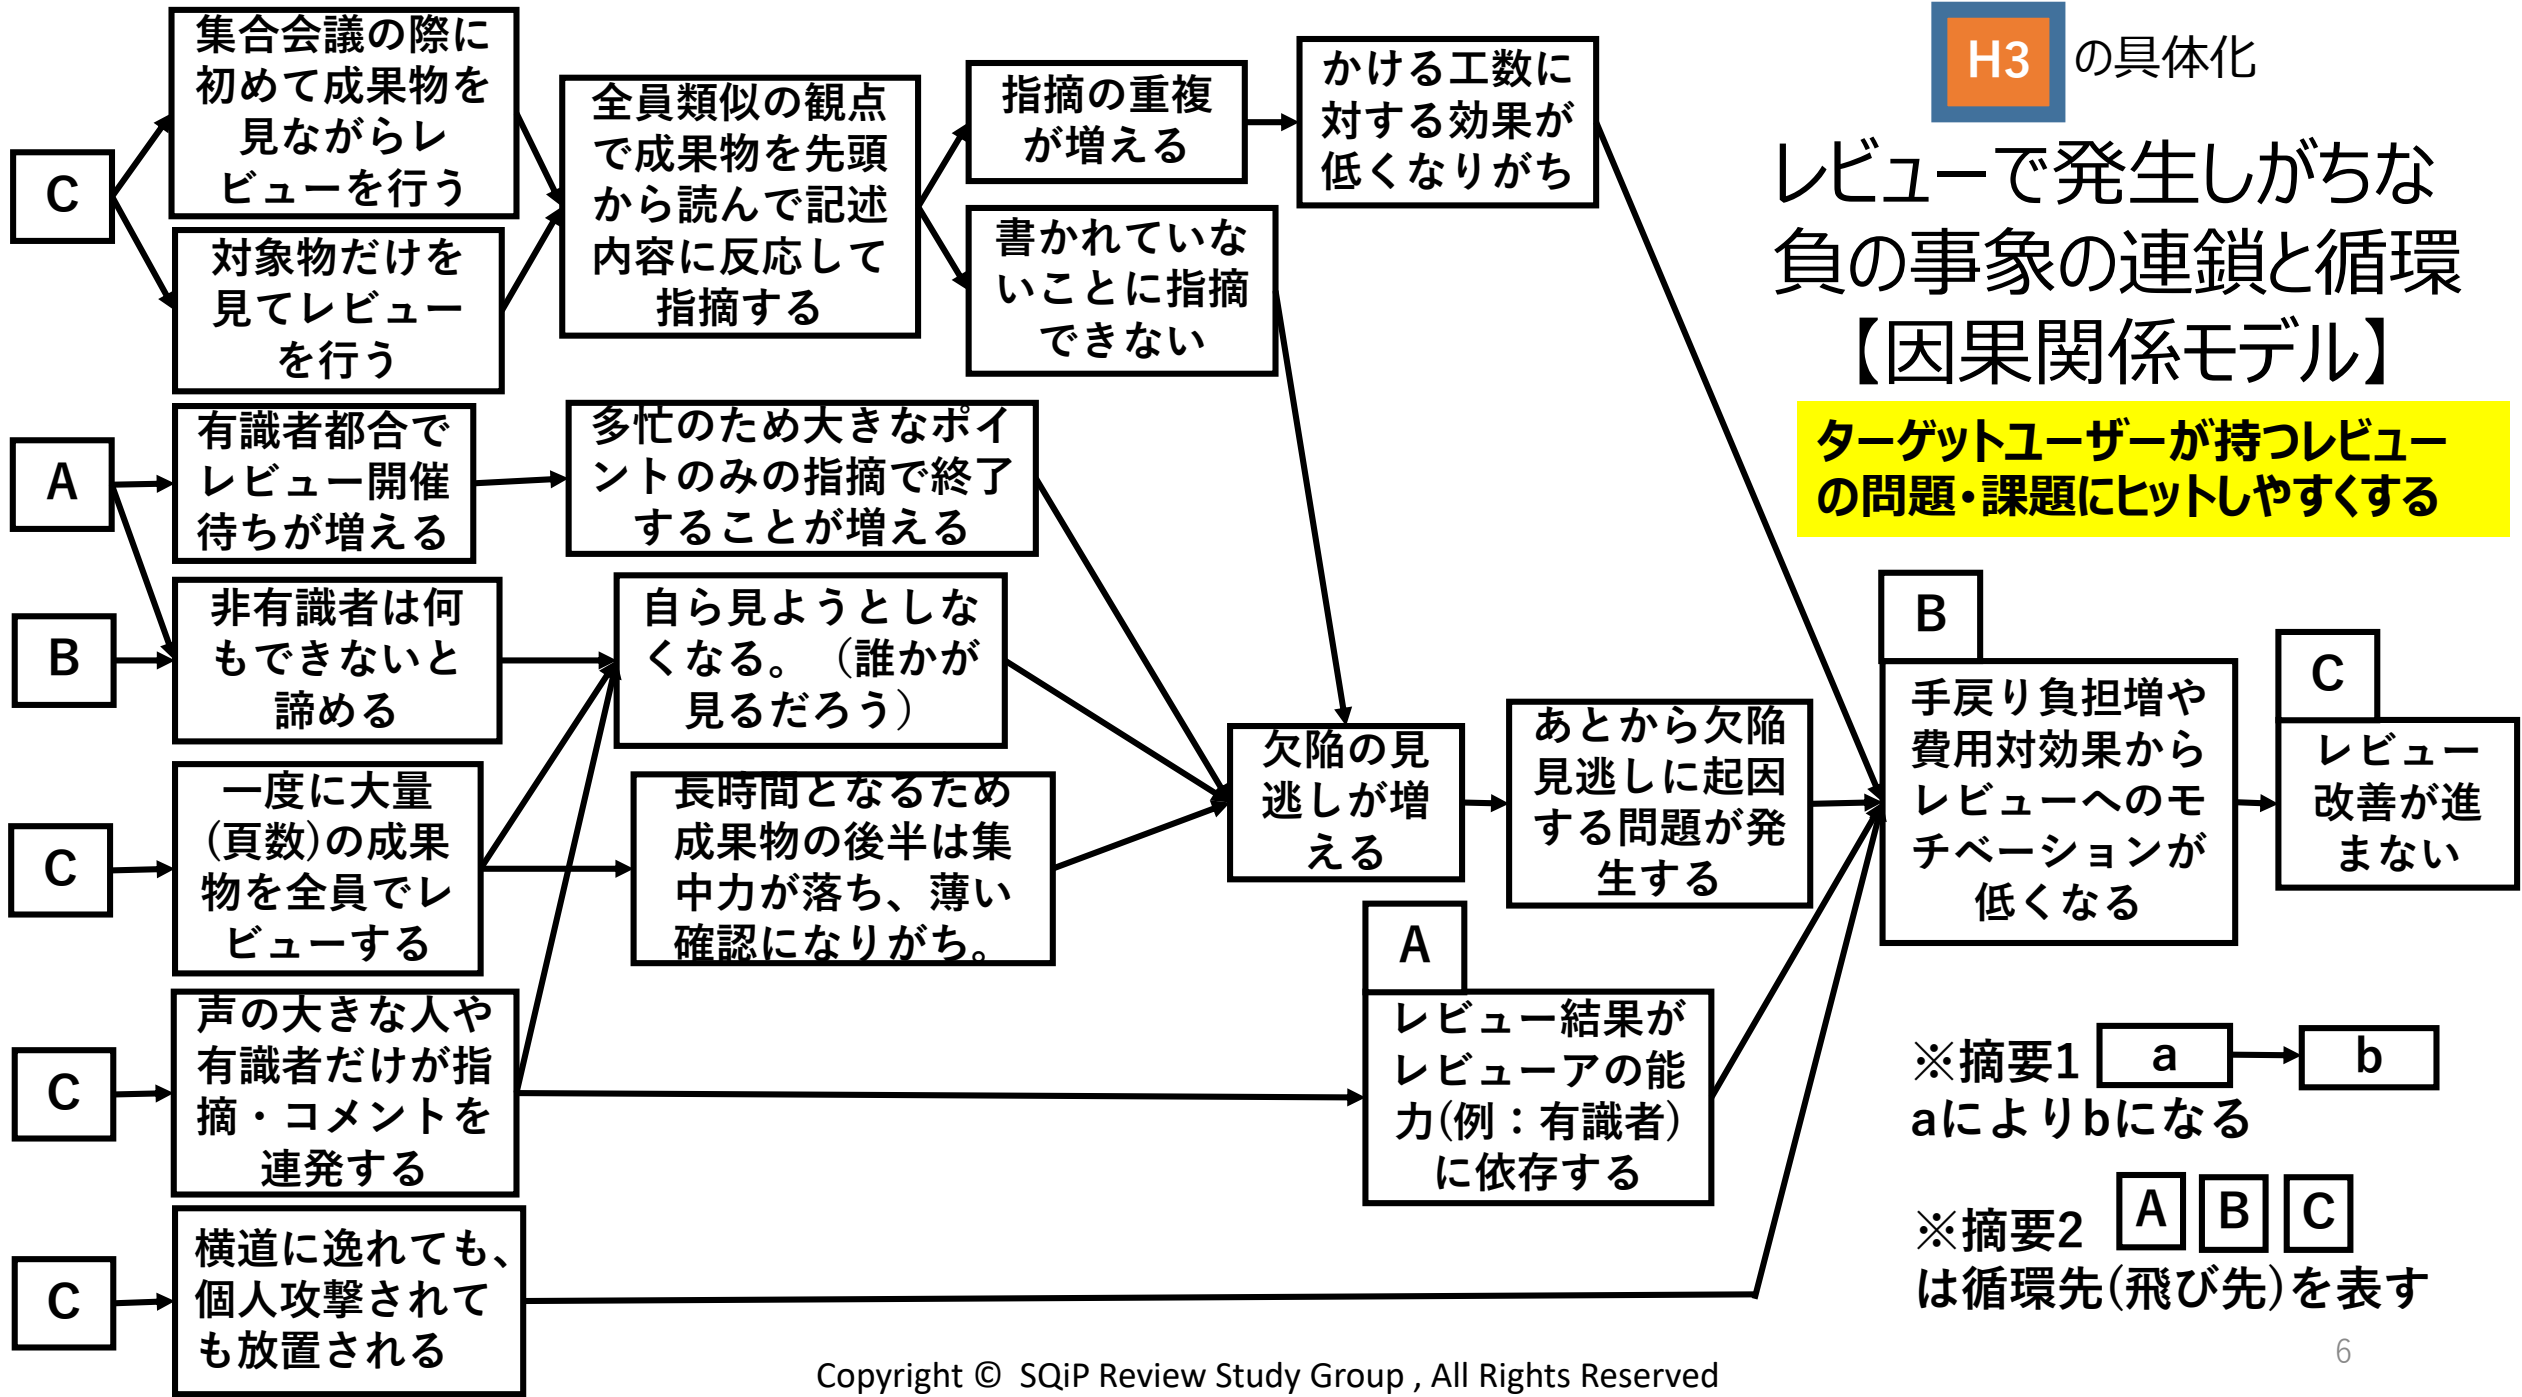 H3 の具体化
レビューで発生しがちな
負の事象の連鎖と循環
【因果関係モデル】
ターゲットユーザーが持つレビュー
の問題・課題にヒットしやすくする
C
集合会議の際に
初めて成果物を
見ながらレ
ビューを行う
対象物だけを
見てレビュー
を行う
全員類似の観点
で成果物を先頭
から読んで記述
内容に反応して
指摘する
指摘の重複
が増える
書かれていな
いことに指摘
できない
かける工数に
対する効果が
低くなりがち
A
有識者都合で
レビュー開催
待ちが増える
多忙のため大きなポイ
ントのみの指摘で終了
することが増える
B
非有識者は何
もできないと
諦める
自ら見ようとしな
くなる。（誰かが
見るだろう）
C
一度に大量
(頁数)の成果
物を全員でレ
ビューする
長時間となるため
成果物の後半は集
中力が落ち、薄い
確認になりがち。
欠陥の見
逃しが増
える
あとから欠陥
見逃しに起因
する問題が発
生する
B
手戻り負担増や
費用対効果から
レビューへのモ
チベーションが
低くなる
C
レビュー
改善が進
まない
C
声の大きな人や
有識者だけが指
摘・コメントを
連発する
A
レビュー結果が
レビューアの能
力(例：有識者)
に依存する
C
横道に逸れても、
個人攻撃されて
も放置される
※摘要1 a b
aによりbになる
※摘要2 A B C
は循環先(飛び先)を表す
6
Copyright © SQiP Review Study Group , All Rights Reserved